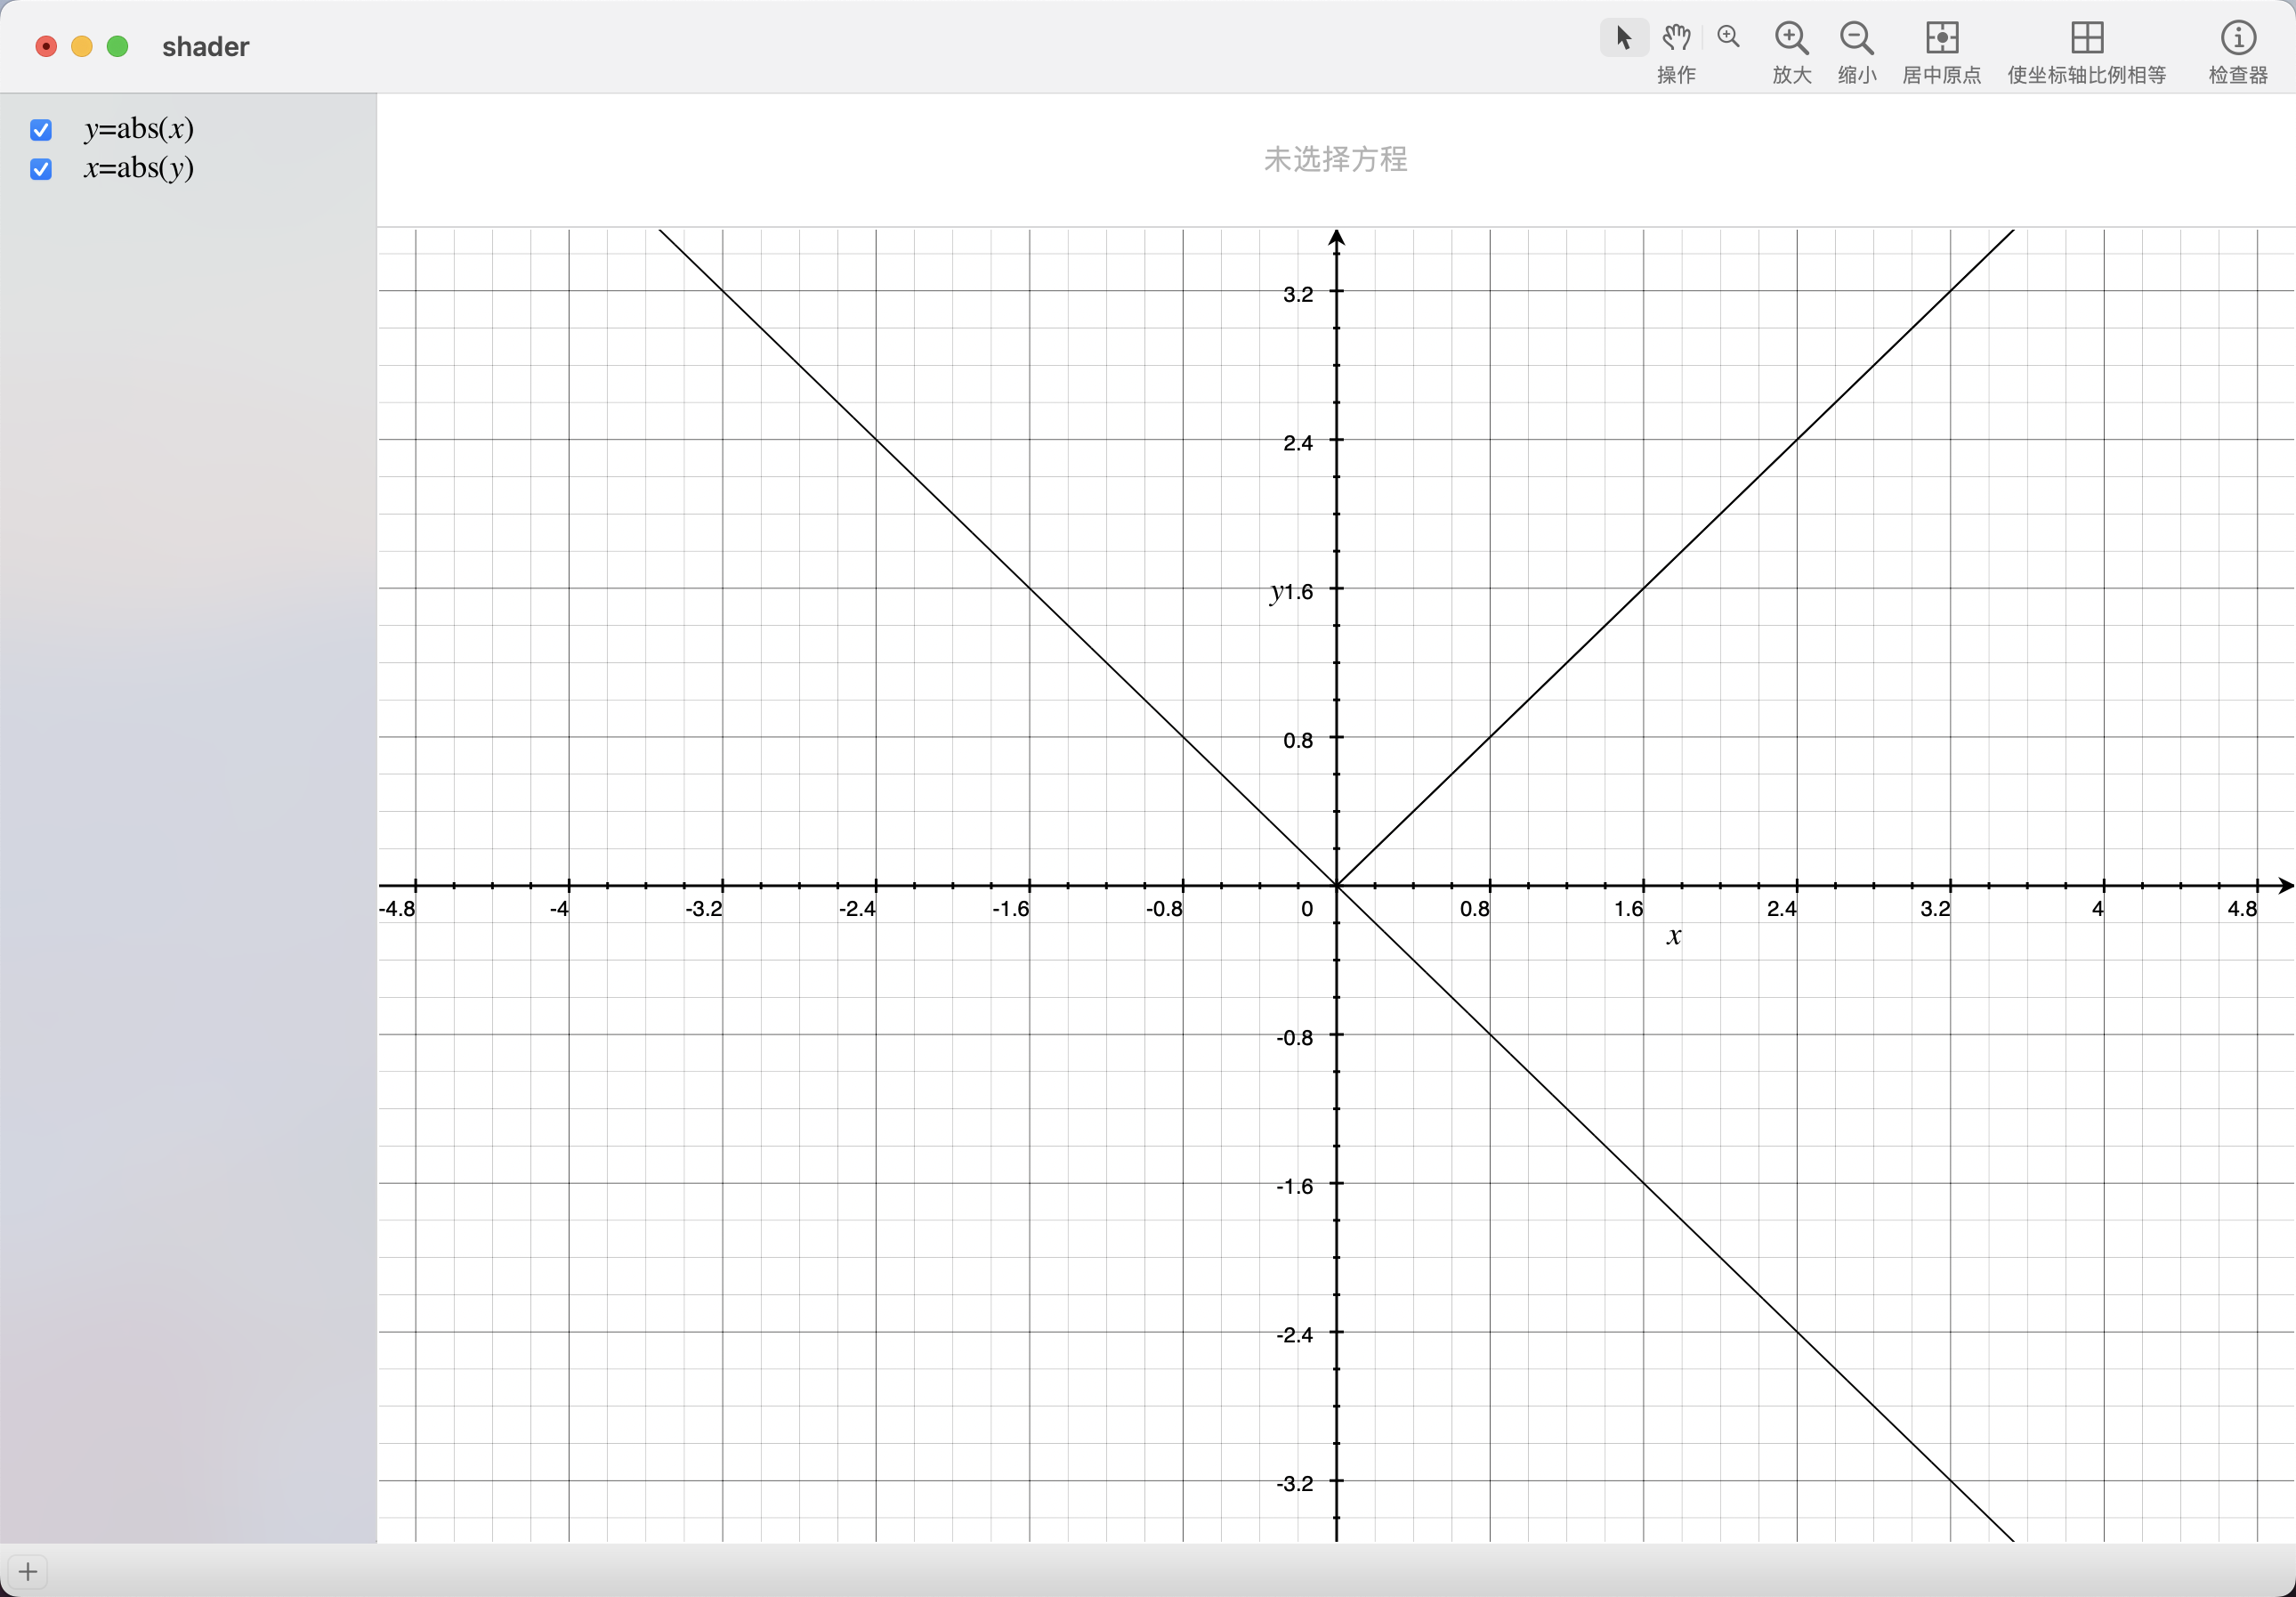 shader
操作
放大
缩小
居中原点
使坐标轴比例相等
检查器
y=abs(x)
x=abs(y)
未选择方程
3.2
2.4
y1.6
0.8
-4.8 -4 -3.2 -2.4 -1.6 -0.8 0 0.8 1.6 2.4 3.2 4 4.8
x
-0.8
-1.6
-2.4
-3.2